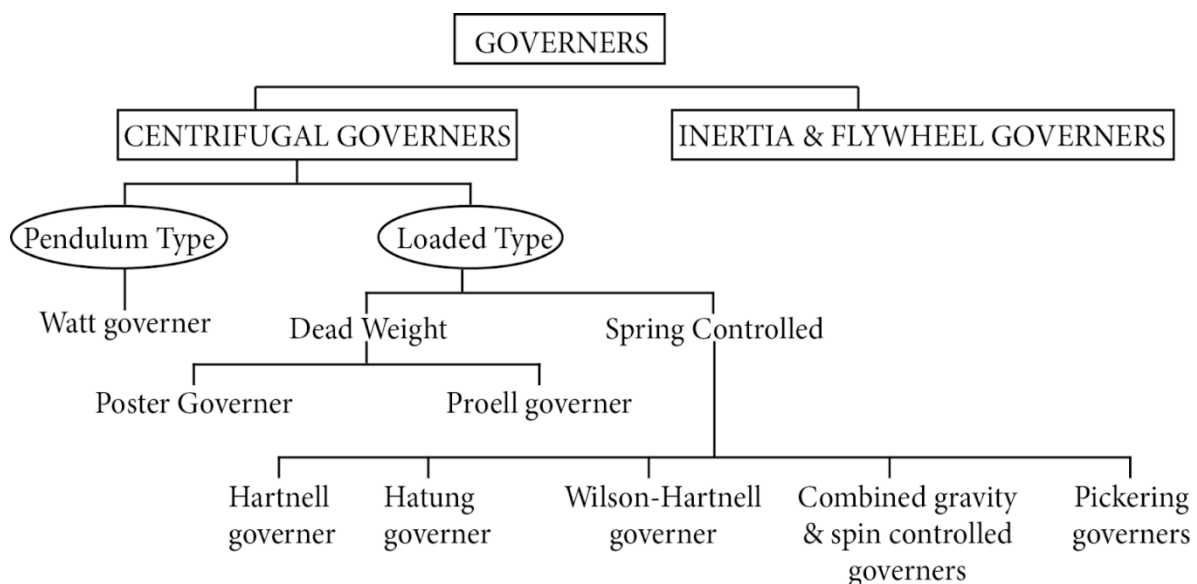 GOVERNERS
CENTRIFUGAL GOVERNERS
INERTIA & FLYWHEEL GOVERNERS
Pendulum Type
Loaded Type
Watt governer
Dead Weight
Spring Controlled
Poster Governer
Proell governer
Hartnell
governer
Hatung
governer
Wilson-Hartnell
governer
Combined gravity
& spin controlled
governers
Pickering
governers